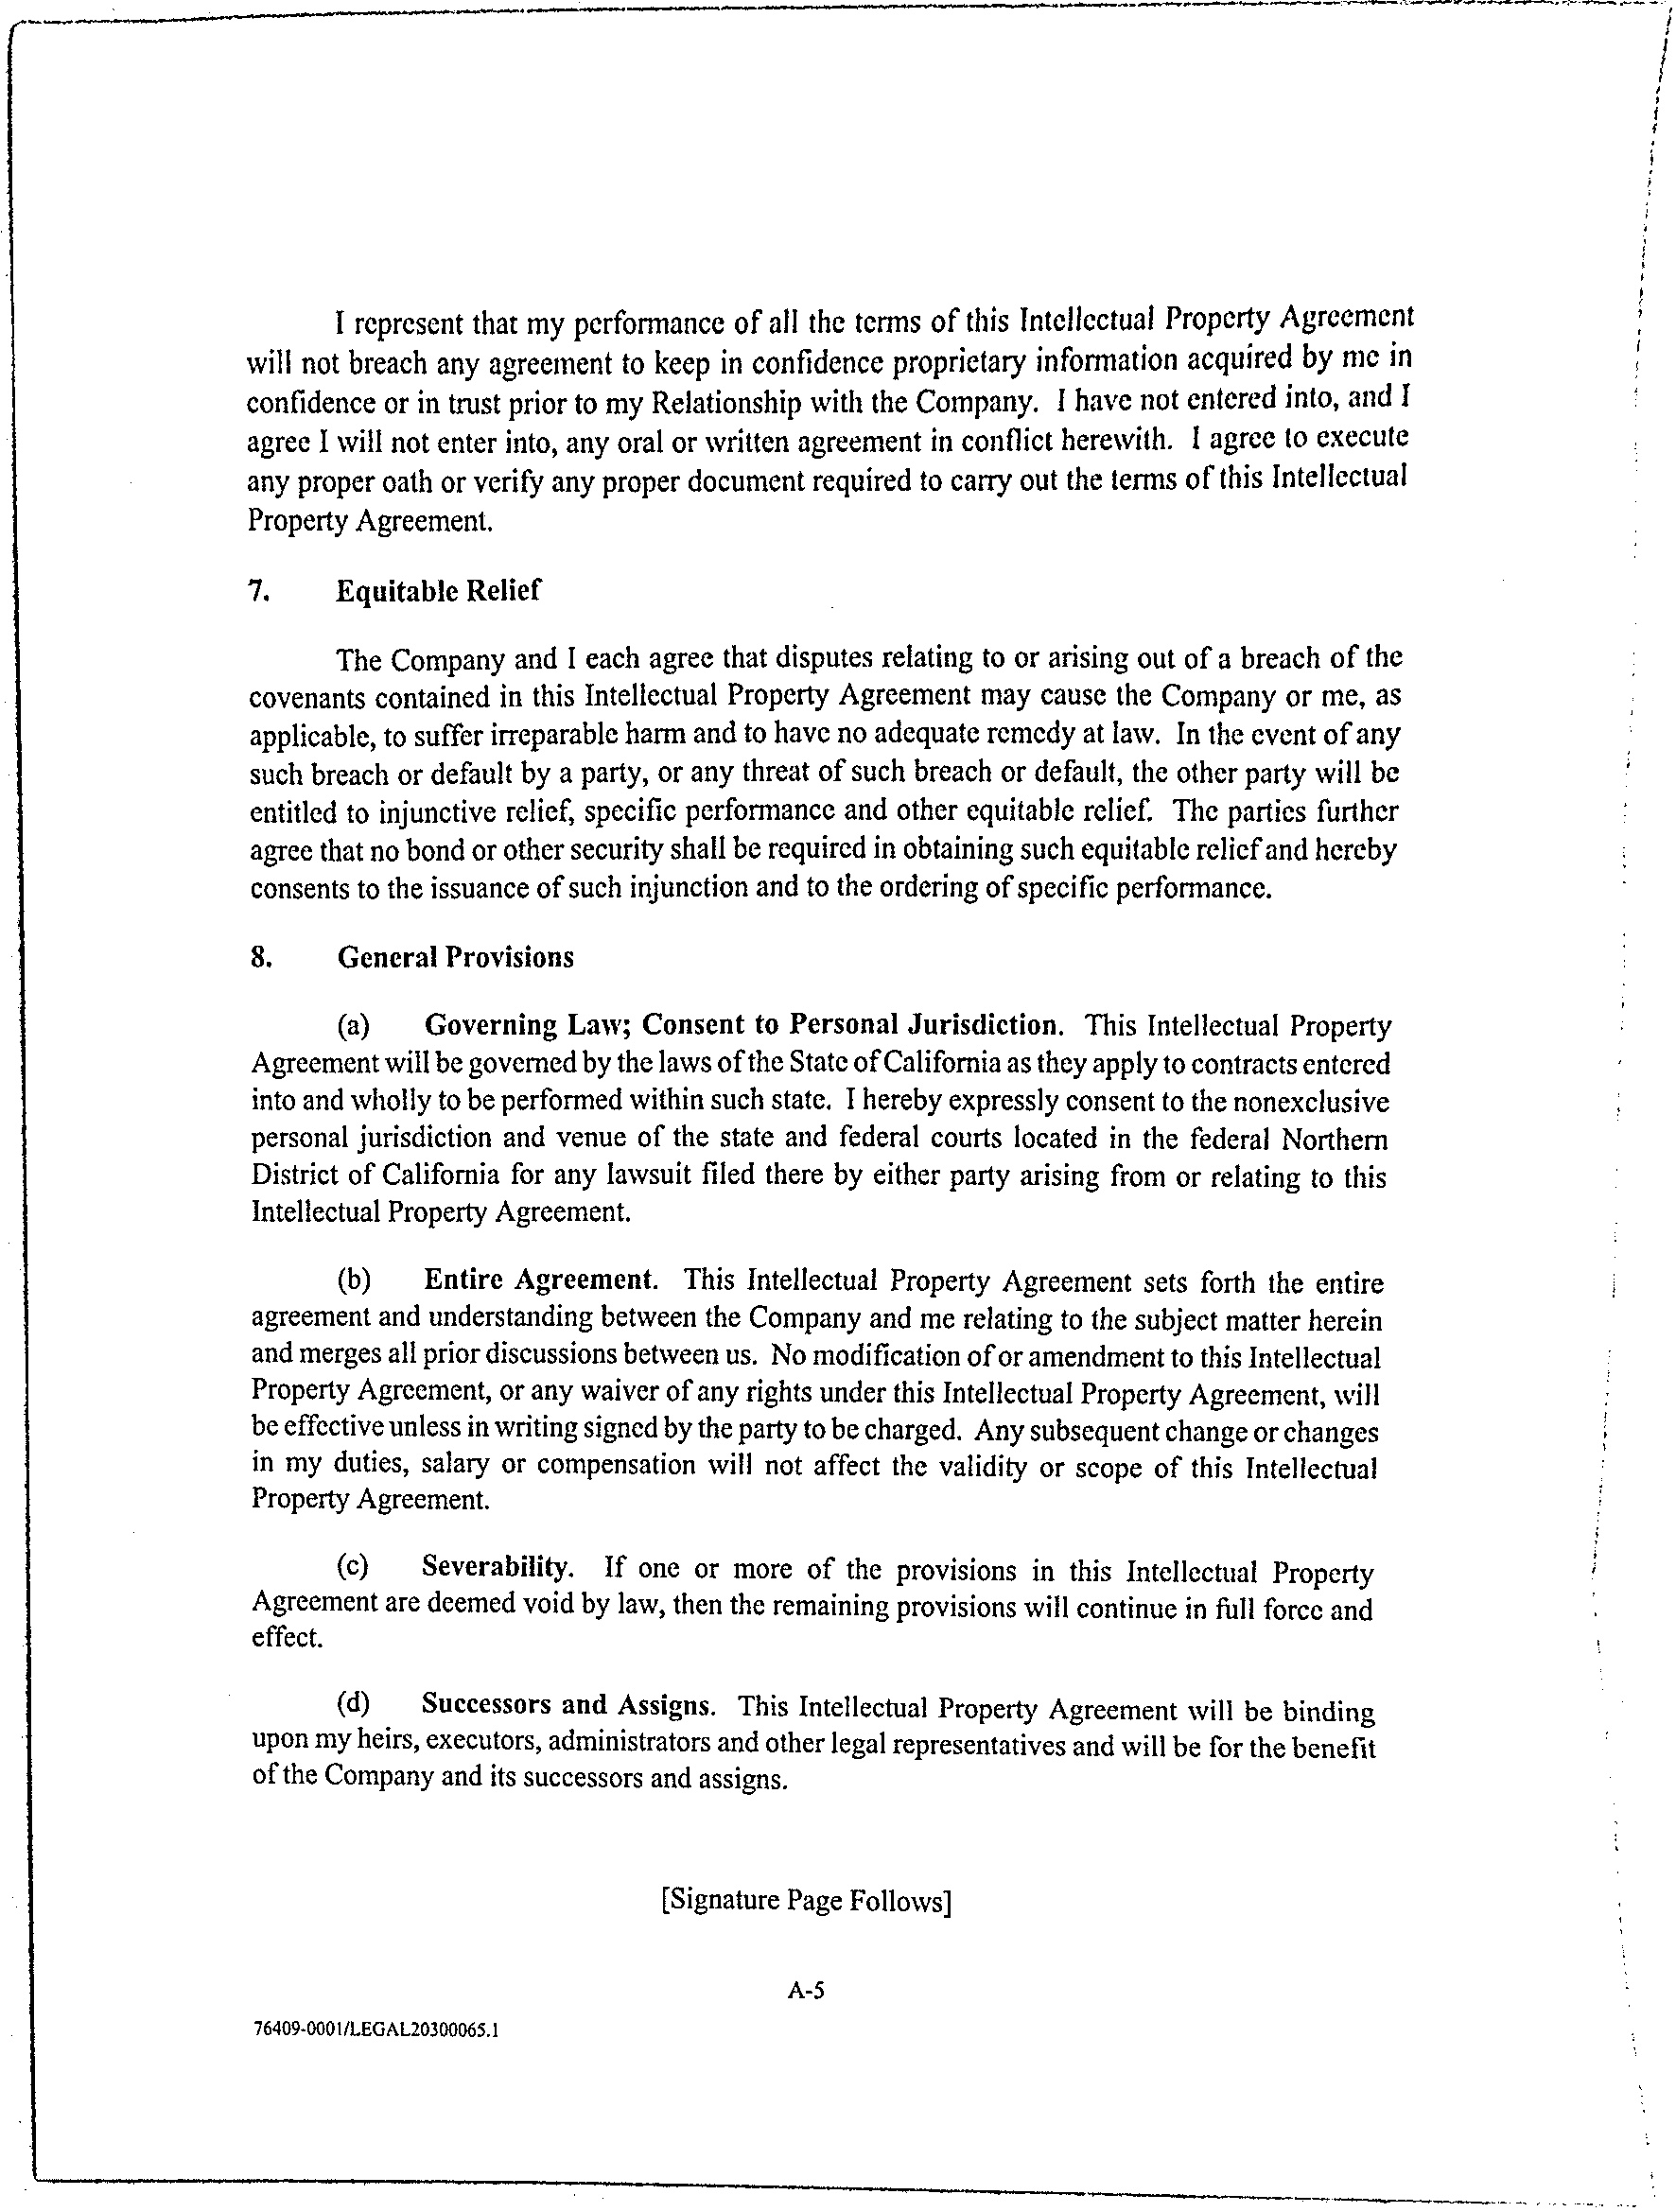 I represent that my performance of all the terms of this Intellectual Property Agreement
will not breach any agreement to keep in confidence proprietary information acquired by me in
confidence or in trust prior to my Relationship with the Company. I have not entered into, and I
agree I will not enter into, any oral or written agreement in conflict herewith. I agree to execute
any proper oath or verify any proper document required to carry out the terms of this Intellectual
Property Agreement.
7. Equitable Relief
The Company and I each agree that disputes relating to or arising out of a breach of the
covenants contained in this Intellectual Property Agreement may cause the Company or me, as
applicable, to suffer irreparable harm and to have no adequate remedy at law. In the event of any
such breach or default by a party, or any threat of such breach or default, the other party will be
entitled to injunctive relief, specific performance and other equitable relief. The parties further
agree that no bond or other security shall be required in obtaining such equitable relief and hereby
consents to the issuance of such injunction and to the ordering of specific performance.
8. General Provisions
(a) Governing Law; Consent to Personal Jurisdiction. This Intellectual Property
Agreement will be governed by the laws of the State of California as they apply to contracts entered
into and wholly to be performed within such state. I hereby expressly consent to the nonexclusive
personal jurisdiction and venue of the state and federal courts located in the federal Northern
District of California for any lawsuit filed there by either party arising from or relating to this
Intellectual Property Agreement.
(b) Entire Agreement. This Intellectual Property Agreement sets forth the entire
agreement and understanding between the Company and me relating to the subject matter herein
and merges all prior discussions between us. No modification of or amendment to this Intellectual
Property Agreement, or any waiver of any rights under this Intellectual Property Agreement, will
be effective unless in writing signed by the party to be charged. Any subsequent change or changes
in my duties, salary or compensation will not affect the validity or scope of this Intellectual
Property Agreement.
(c) Severability. If one or more of the provisions in this Intellectual Property
Agreement are deemed void by law, then the remaining provisions will continue in full force and
effect.
(d) Successors and Assigns. This Intellectual Property Agreement will be binding
upon my heirs, executors, administrators and other legal representatives and will be for the benefit
of the Company and its successors and assigns.
[Signature Page Follows]
A-5
76409-0001/LEGAL20300065.1